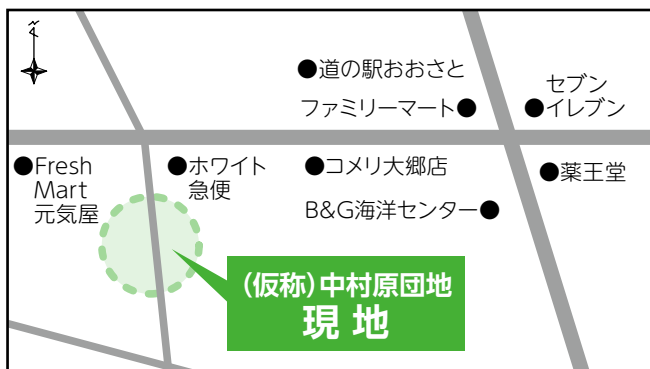 ●道の駅おおさと
ファミリーマート●
セブン
●イレブン
●Fresh
Mart
元気屋
●ホワイト
急便
●コメリ大郷店
B&G海洋センター●
●薬王堂
(仮称)中村原団地
現地